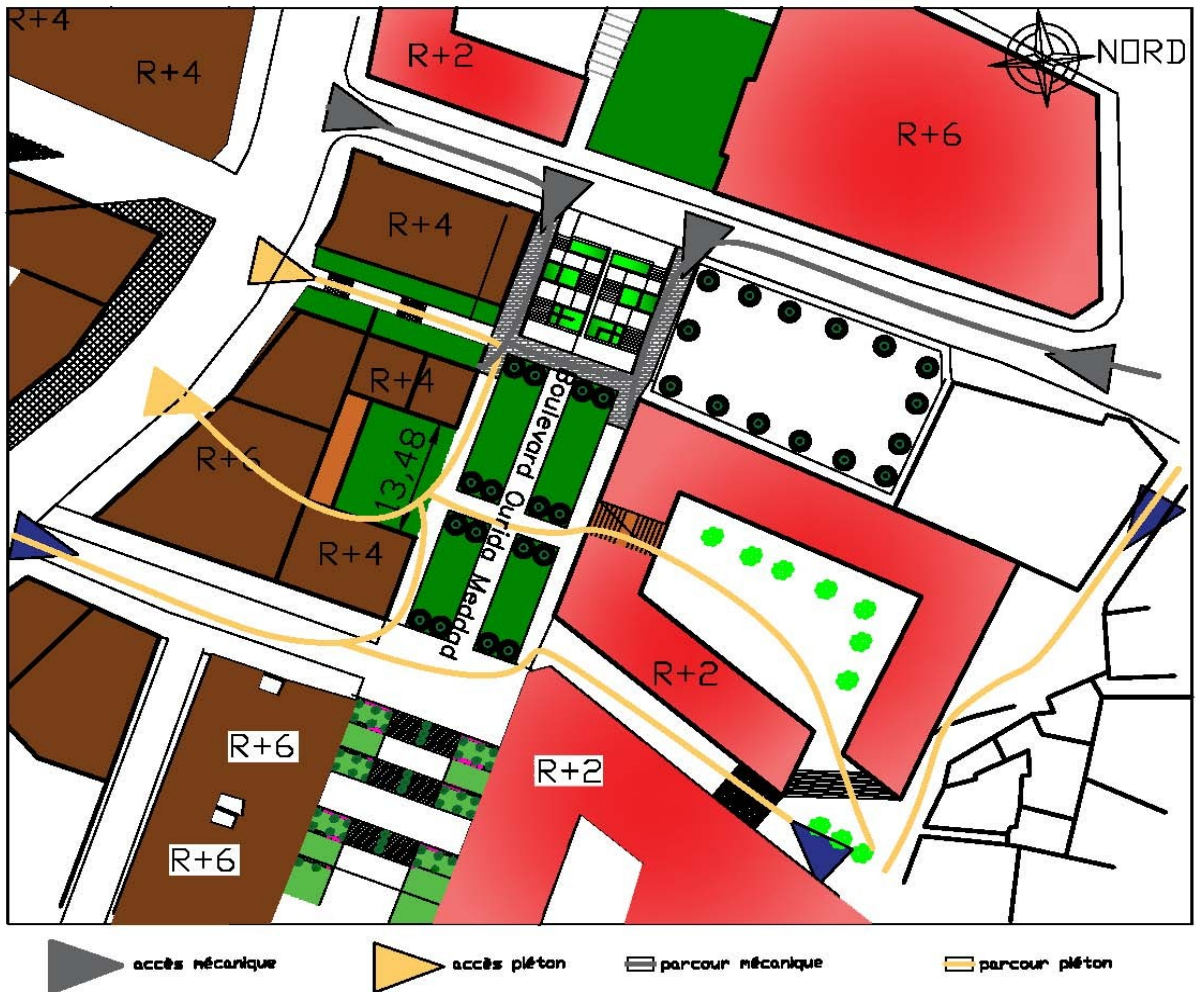 R+4
R+4
R+2
NORD
R+6
R+4
R+4
R+6
13,48
Boulevard Ourida Meddad
R+4
R+2
R+6
R+2
R+6
accès mécanique
accès piéton
parcour mécanique
parcour piéton